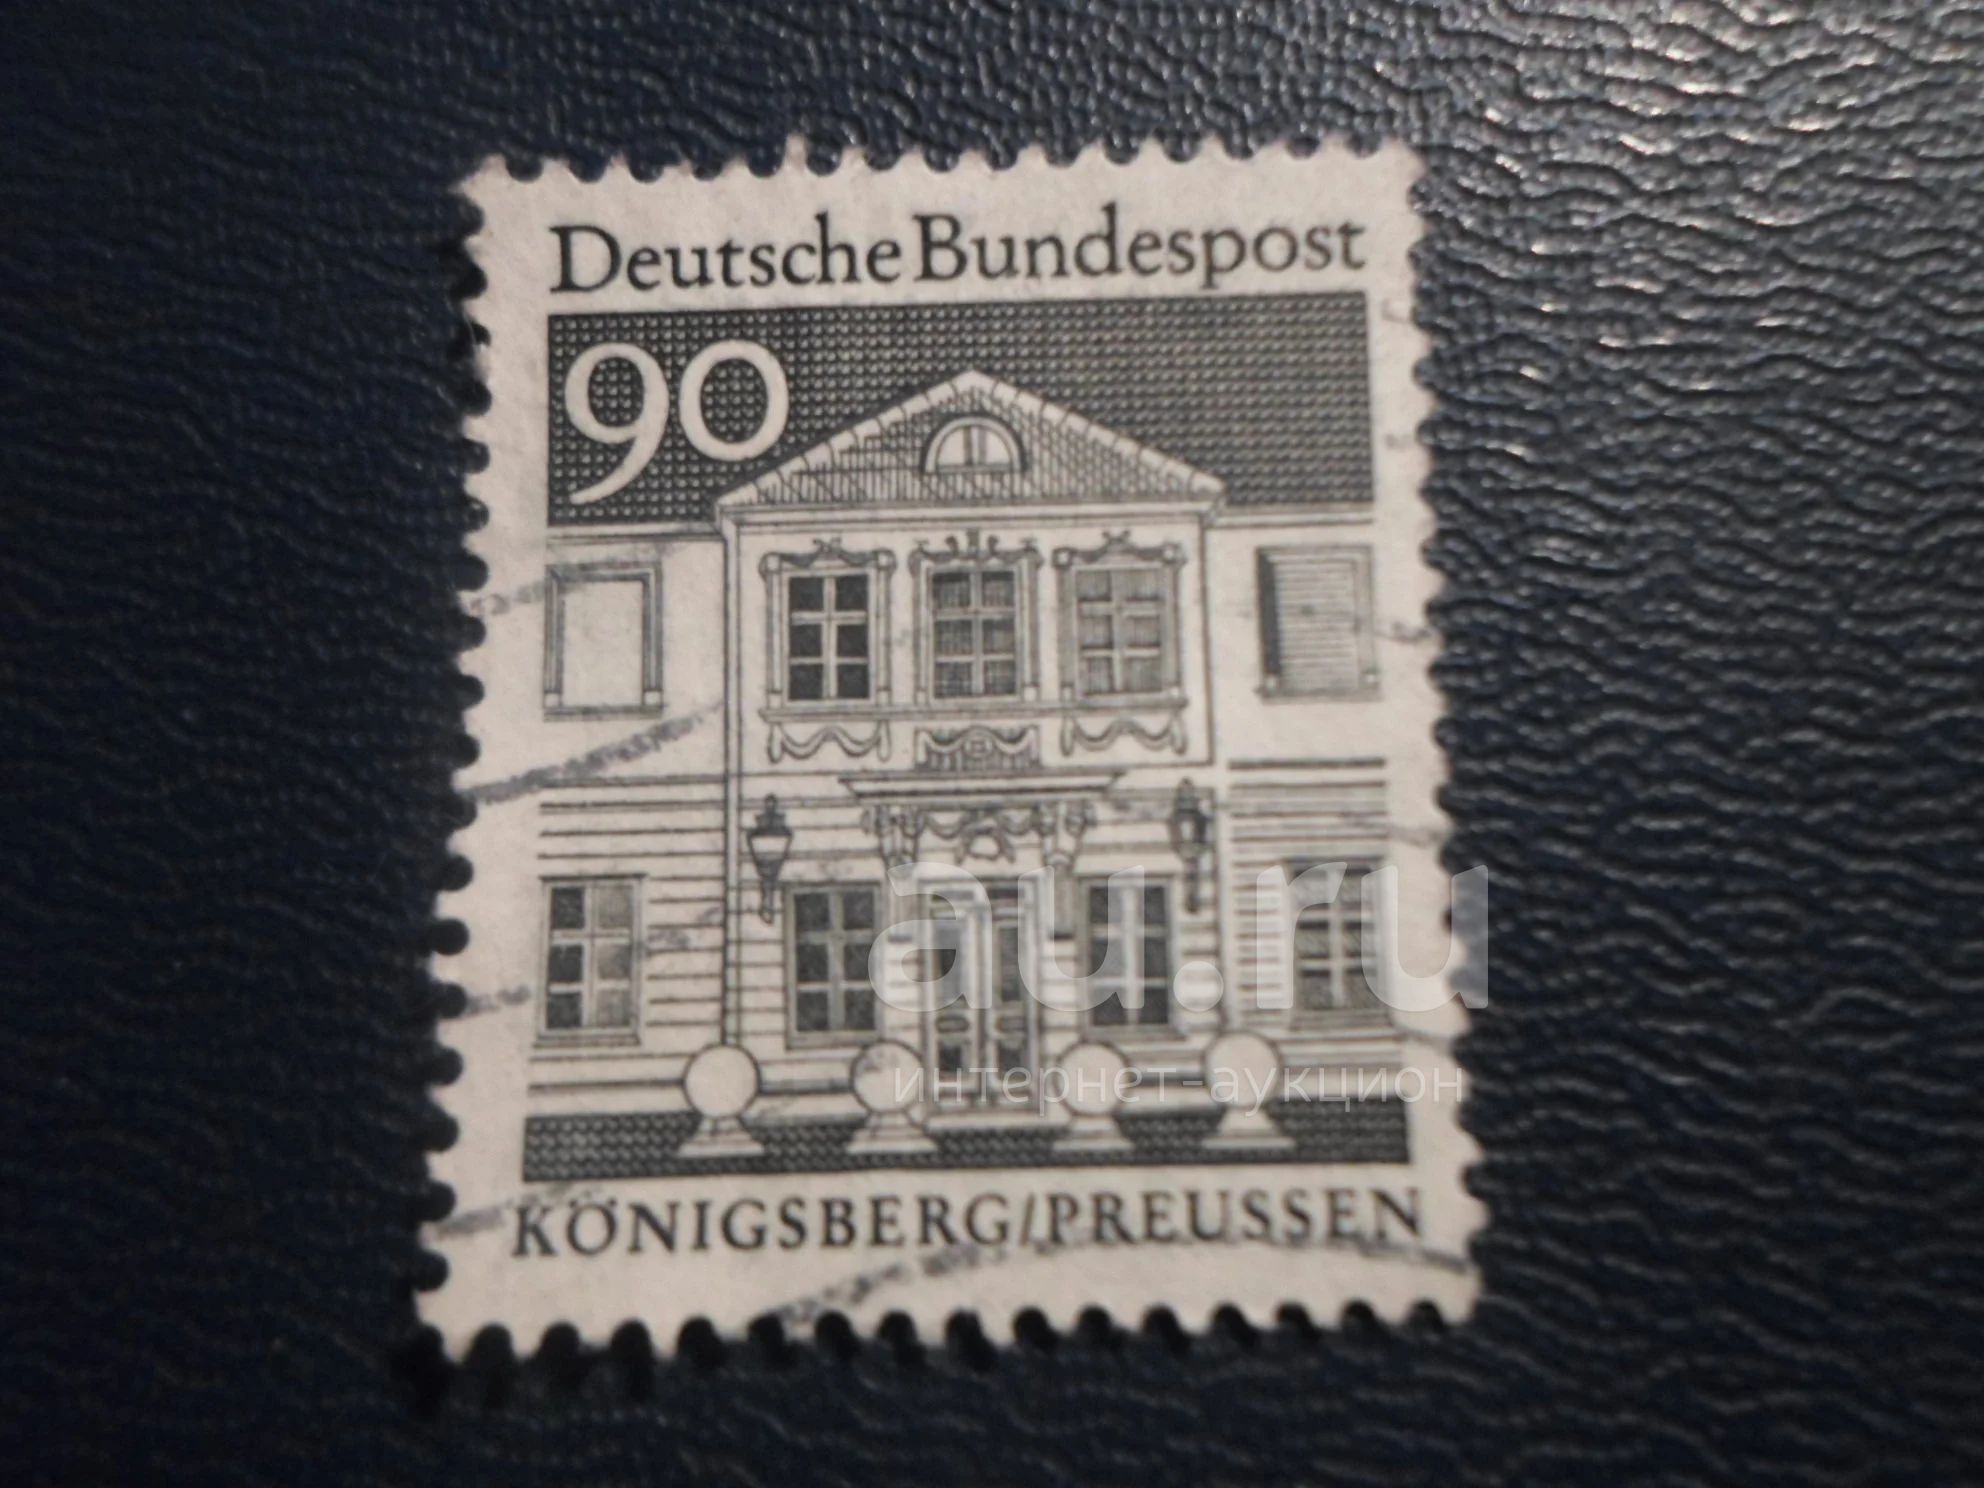 Deutsche Bundespost
90
au.ru
интернет-аукцион
KÖNIGSBERG/PREUSSEN